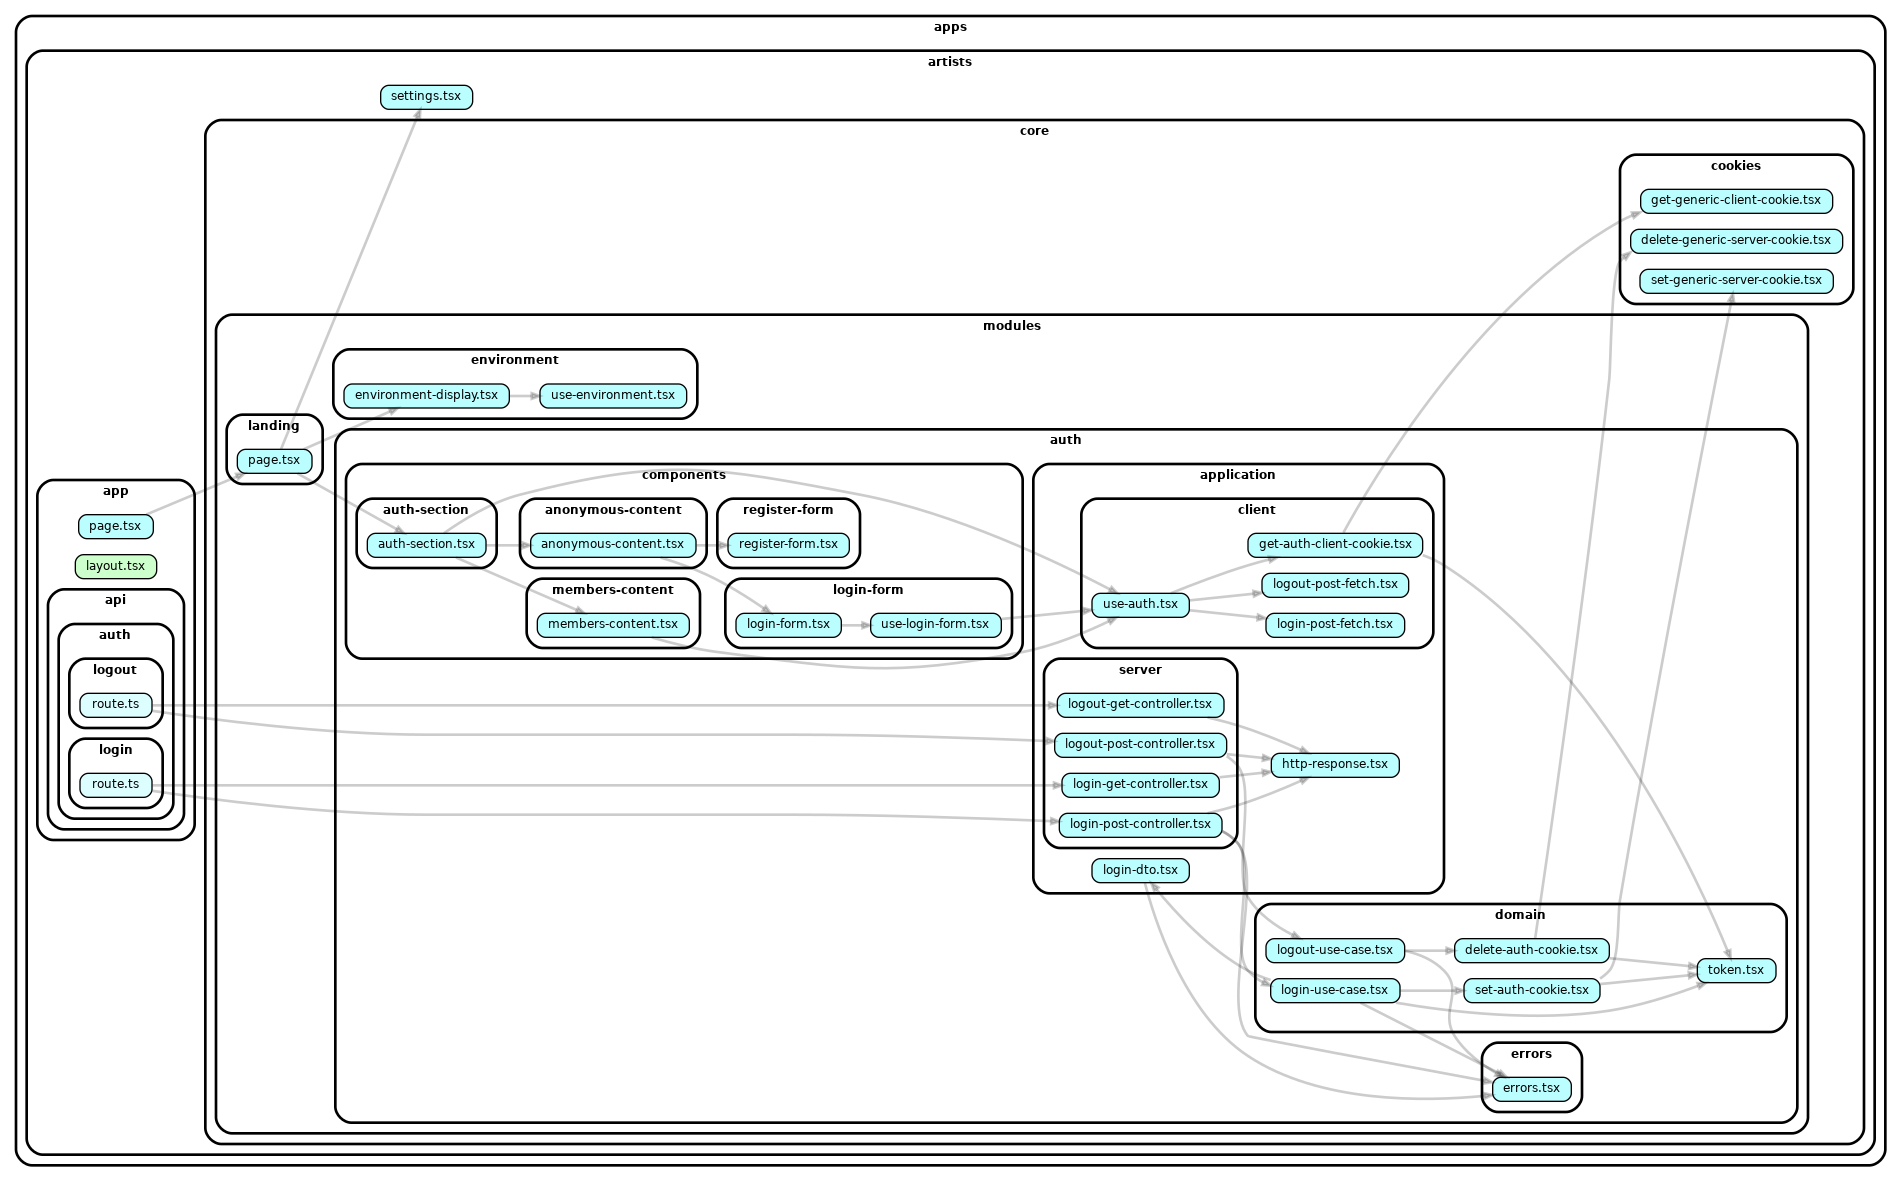 apps
artists
settings.tsx
core
cookies
get-generic-client-cookie.tsx
delete-generic-server-cookie.tsx
set-generic-server-cookie.tsx
modules
environment
environment-display.tsx
use-environment.tsx
landing
page.tsx
app
page.tsx
layout.tsx
api
auth
logout
route.ts
login
route.ts
auth
components
auth-section
auth-section.tsx
anonymous-content
anonymous-content.tsx
register-form
register-form.tsx
members-content
members-content.tsx
login-form
login-form.tsx
use-login-form.tsx
application
client
get-auth-client-cookie.tsx
logout-post-fetch.tsx
use-auth.tsx
login-post-fetch.tsx
server
logout-get-controller.tsx
logout-post-controller.tsx
http-response.tsx
login-get-controller.tsx
login-post-controller.tsx
login-dto.tsx
domain
logout-use-case.tsx
delete-auth-cookie.tsx
token.tsx
login-use-case.tsx
set-auth-cookie.tsx
errors
errors.tsx